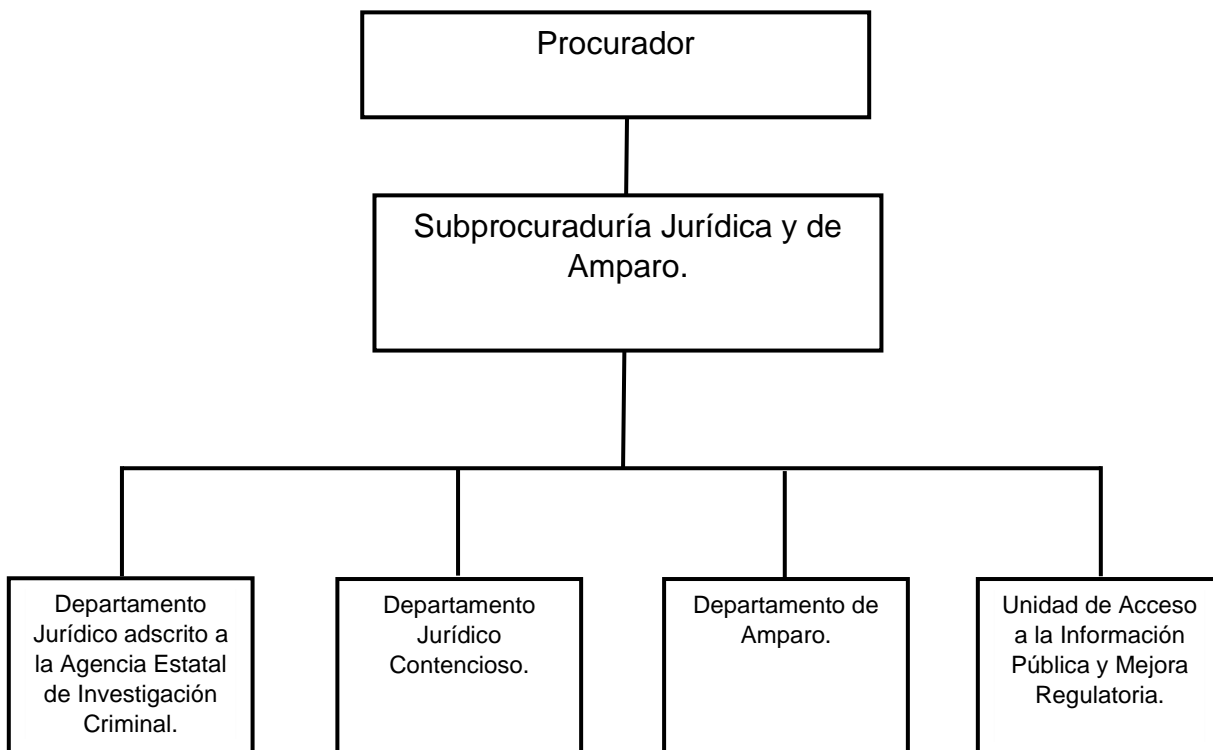 Procurador
Subprocuraduría Jurídica y de
Amparo.
Departamento
Jurídico adscrito a
la Agencia Estatal
de Investigación
Criminal.
Departamento
Jurídico
Contencioso.
Departamento de
Amparo.
Unidad de Acceso
a la Información
Pública y Mejora
Regulatoria.